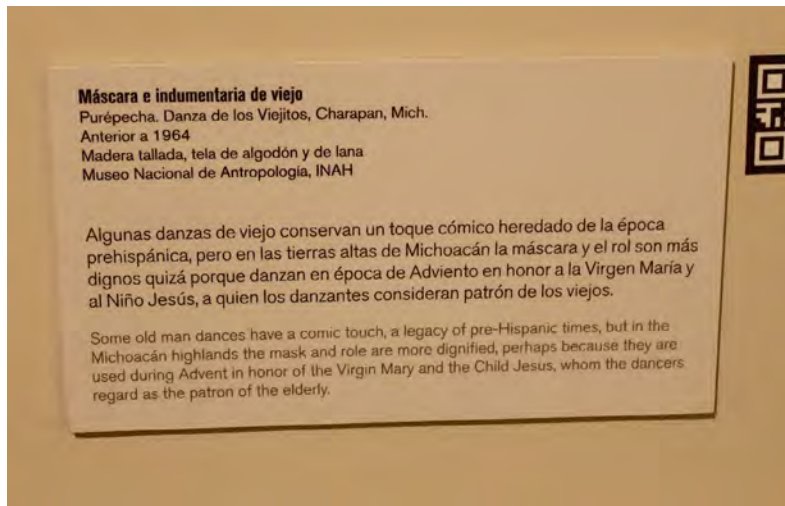 Máscara e indumentaria de viejo
Purépecha. Danza de los Viejitos, Charapan, Mich.
Anterior a 1964
Madera tallada, tela de algodón y de lana
Museo Nacional de Antropología, INAH
Algunas danzas de viejo conservan un toque cómico heredado de la época
prehispánica, pero en las tierras altas de Michoacán la máscara y el rol son más
dignos quizá porque danzan en época de Adviento en honor a la Virgen María y
al Niño Jesús, a quien los danzantes consideran patrón de los viejos.
Some old man dances have a comic touch, a legacy of pre-Hispanic times, but in the
Michoacán highlands the mask and role are more dignified, perhaps because they are
used during Advent in honor of the Virgin Mary and the Child Jesus, whom the dancers
regard as the patron of the elderly.